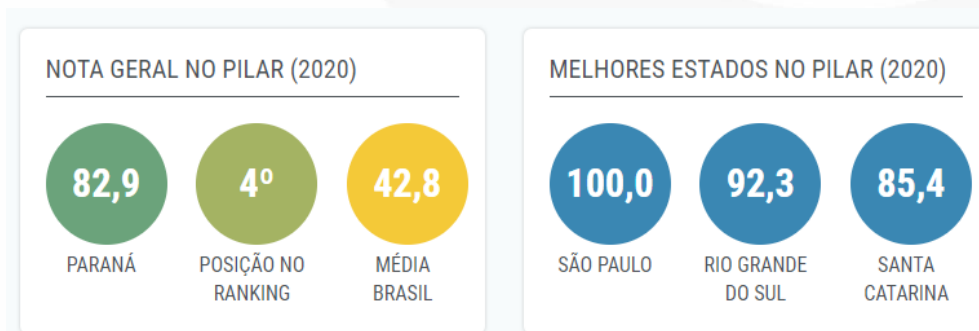 NOTA GERAL NO PILAR (2020)
82,9
4º
42,8
PARANÁ
POSIÇÃO NO
RANKING
MÉDIA
BRASIL
MELHORES ESTADOS NO PILAR (2020)
100,0
92,3
85,4
SÃO PAULO
RIO GRANDE
DO SUL
SANTA
CATARINA